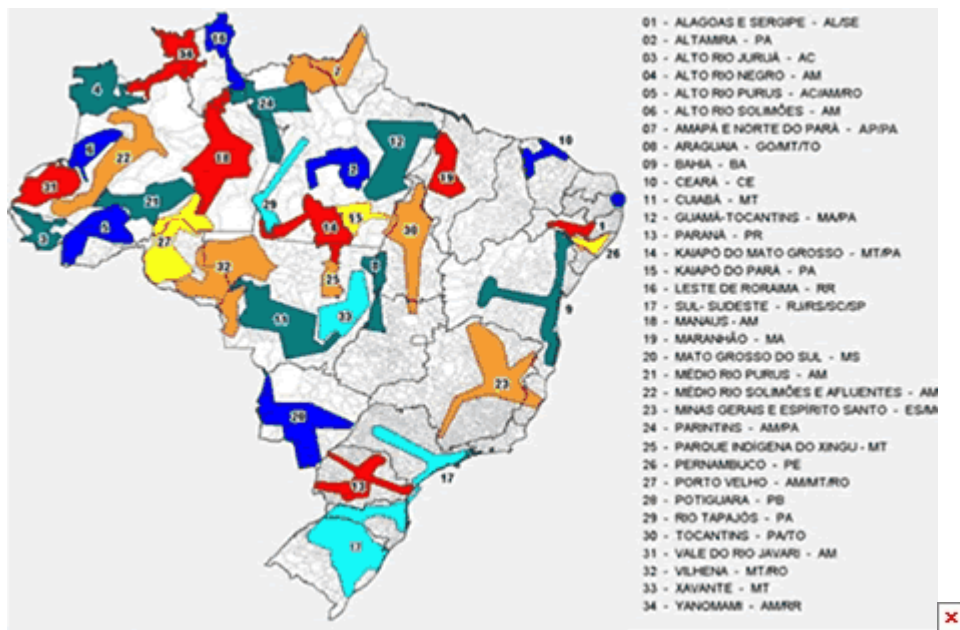 01 - ALAGOAS E SERGIPE - AL/SE
02 - ALTAMIRA - PA
03 - ALTO RIO JURUÁ - AC
04 - ALTO RIO NEGRO - AM
05 - ALTO RIO PURUS - AC/AM/RO
06 - ALTO RIO SOLIMÕES - AM
07 - AMAPÁ E NORTE DO PARÁ - AP/PA
08 - ARAGUAIA - GO/MT/TO
09 - BAHIA - BA
10 - CEARÁ - CE
11 - CUIABÁ - MT
12 - GUAMÁ-TOCANTINS - MA/PA
13 - PARANÁ - PR
14 - KAIAPÓ DO MATO GROSSO - MT/PA
15 - KAIAPÓ DO PARÁ - PA
16 - LESTE DE RORAIMA - RR
17 - SUL- SUDESTE - RJ/RS/SC/SP
18 - MANAUS - AM
19 - MARANHÃO - MA
20 - MATO GROSSO DO SUL - MS
21 - MÉDIO RIO PURUS - AM
22 - MÉDIO RIO SOLIMÕES E AFLUENTES - AM
23 - MINAS GERAIS E ESPÍRITO SANTO - ES/M
24 - PARINTINS - AM/PA
25 - PARQUE INDÍGENA DO XINGU - MT
26 - PERNAMBUCO - PE
27 - PORTO VELHO - AM/MT/RO
28 - POTIGUARA - PB
29 - RIO TAPAJÓS - PA
30 - TOCANTINS - PA/TO
31 - VALE DO RIO JAVARI - AM
32 - VILHENA - MT/RO
33 - XAVANTE - MT
34 - YANOMAMI - AM/RR
16
34
7
4
24
12
10
6
22
18
2
19
31
21
29
15
14
1
3
5
27
30
26
32
8
25
33
11
9
23
20
17
13
17